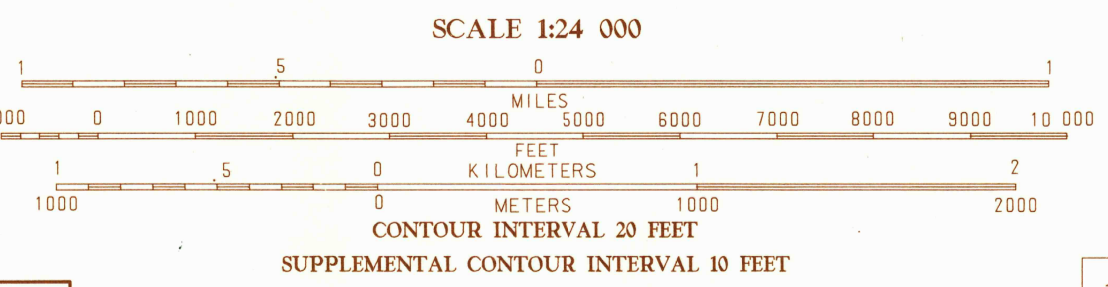 SCALE 1:24 000
1 .5 0 1
MILES
000 0 1000 2000 3000 4000 5000 6000 7000 8000 9000 10 000
FEET
1 .5 0 KILOMETERS 1 2
1000 0 METERS 1000 2000
CONTOUR INTERVAL 20 FEET
SUPPLEMENTAL CONTOUR INTERVAL 10 FEET